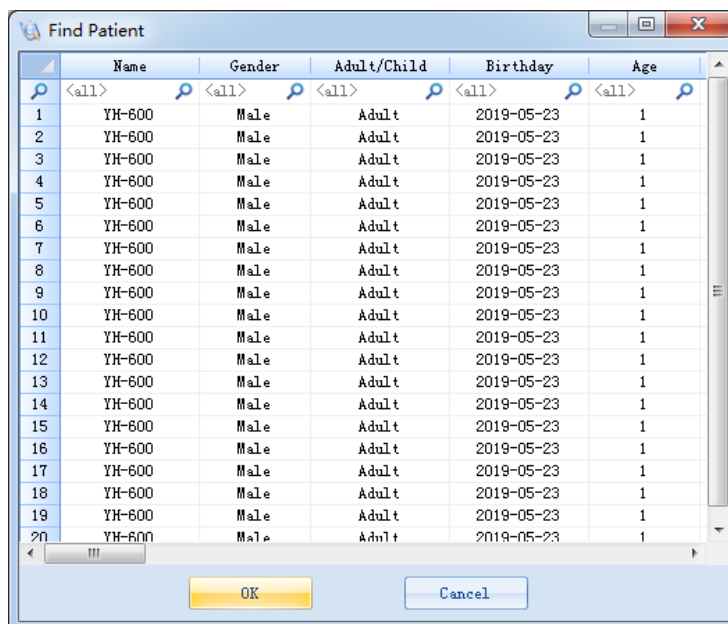 Find Patient
Name Gender Adult/Child Birthday Age
<all> <all> <all> <all> <all>
1 YH-600 Male Adult 2019-05-23 1
2 YH-600 Male Adult 2019-05-23 1
3 YH-600 Male Adult 2019-05-23 1
4 YH-600 Male Adult 2019-05-23 1
5 YH-600 Male Adult 2019-05-23 1
6 YH-600 Male Adult 2019-05-23 1
7 YH-600 Male Adult 2019-05-23 1
8 YH-600 Male Adult 2019-05-23 1
9 YH-600 Male Adult 2019-05-23 1
10 YH-600 Male Adult 2019-05-23 1
11 YH-600 Male Adult 2019-05-23 1
12 YH-600 Male Adult 2019-05-23 1
13 YH-600 Male Adult 2019-05-23 1
14 YH-600 Male Adult 2019-05-23 1
15 YH-600 Male Adult 2019-05-23 1
16 YH-600 Male Adult 2019-05-23 1
17 YH-600 Male Adult 2019-05-23 1
18 YH-600 Male Adult 2019-05-23 1
19 YH-600 Male Adult 2019-05-23 1
20 YH-600 Male Adult 2019-05-23 1
OK Cancel